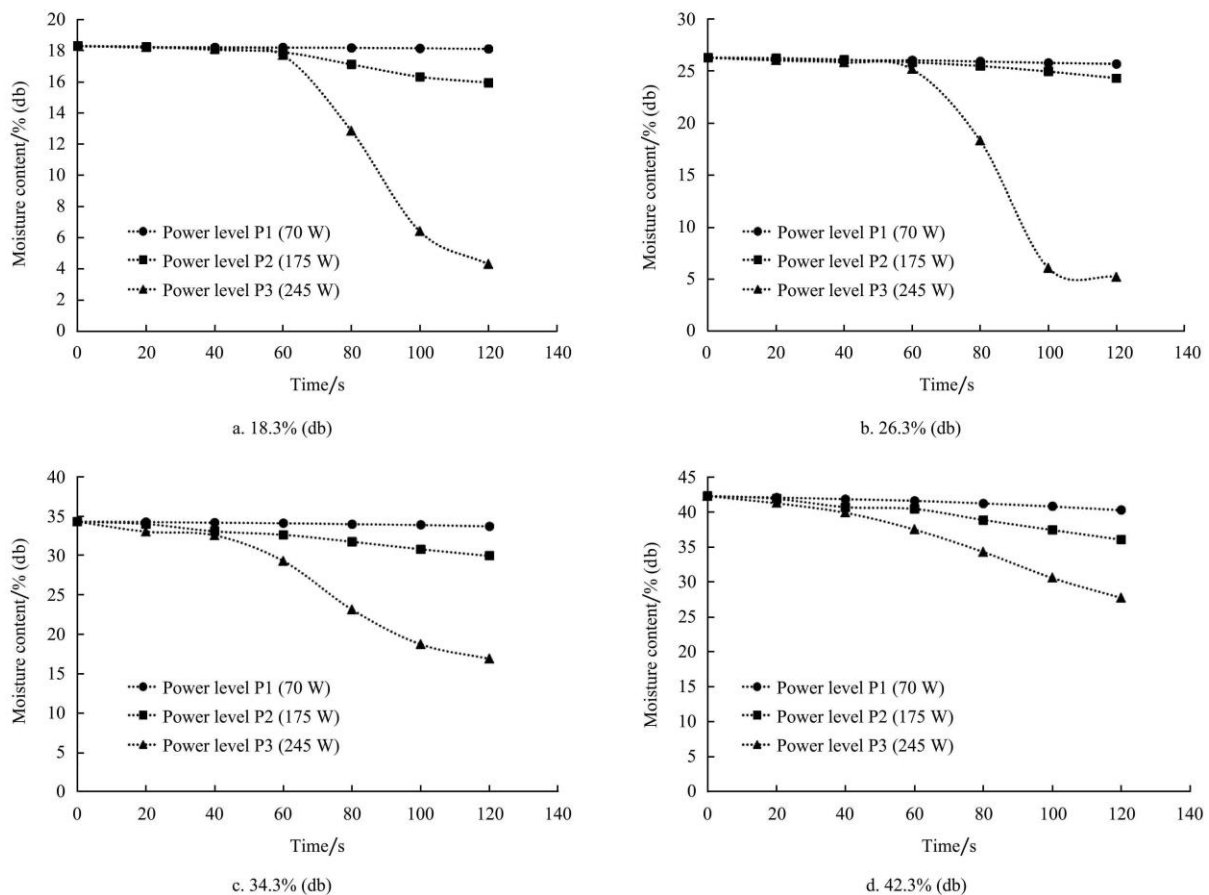 20
18
16
14
12
10
8
6
4
2
0
Moisture content/% (db)
Power level P1 (70 W)
Power level P2 (175 W)
Power level P3 (245 W)
0 20 40 60 80 100 120 140
Time/s
a. 18.3% (db)
30
25
20
15
10
5
0
Moisture content/% (db)
Power level P1 (70 W)
Power level P2 (175 W)
Power level P3 (245 W)
0 20 40 60 80 100 120 140
Time/s
b. 26.3% (db)
40
35
30
25
20
15
10
5
0
Moisture content/% (db)
Power level P1 (70 W)
Power level P2 (175 W)
Power level P3 (245 W)
0 20 40 60 80 100 120 140
Time/s
c. 34.3% (db)
45
40
35
30
25
20
15
10
5
0
Moisture content/% (db)
Power level P1 (70 W)
Power level P2 (175 W)
Power level P3 (245 W)
0 20 40 60 80 100 120 140
Time/s
d. 42.3% (db)